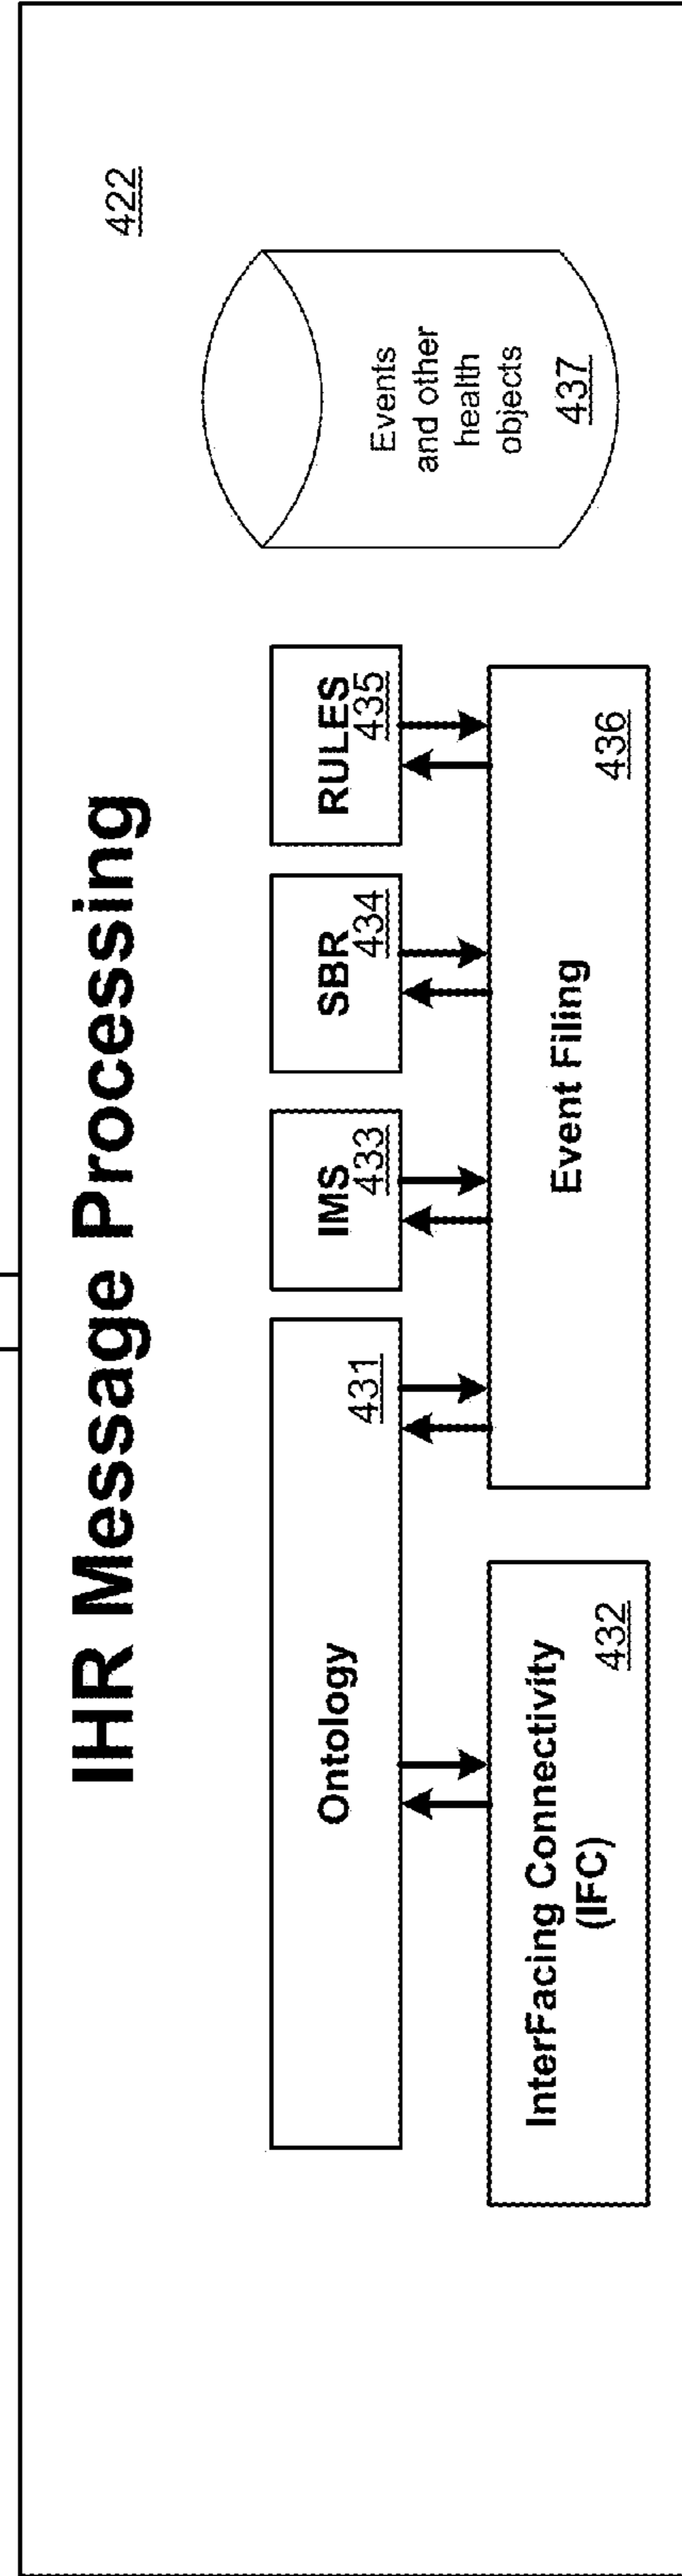 IHR Message Processing
422
Ontology
431
IMS
433
SBR
434
RULES
435
InterFacing Connectivity
(IFC)
432
Event Filing
436
Events
and other
health
objects
437